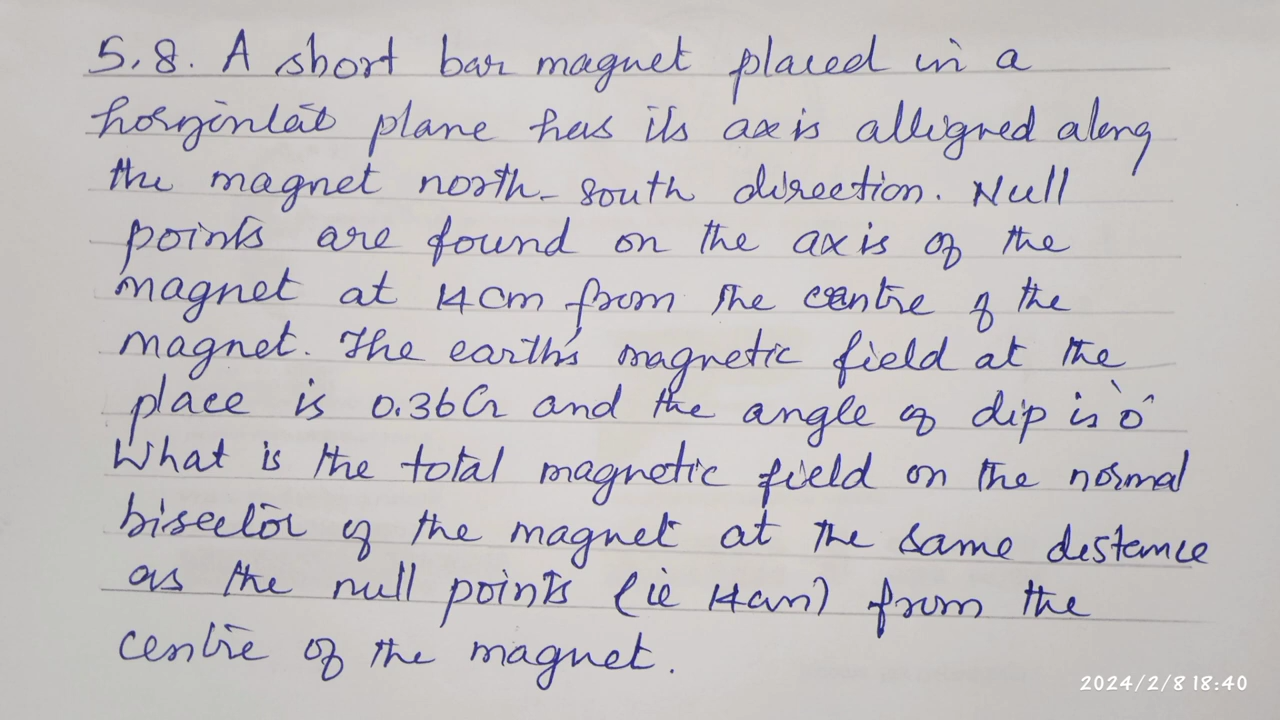 5.8. A short bar magnet placed in a
horizintal plane has its axis alligned along
the magnet north-south direction. Null
points are found on the axis of the
magnet at 14cm from the centre of the
magnet. The earth's magnetic field at the
place is 0.36G and the angle of dip is 0°
What is the total magnetic field on the normal
bisector of the magnet at the same distance
as the null points (ie 14cm) from the
centre of the magnet.
2024/2/8 18:40